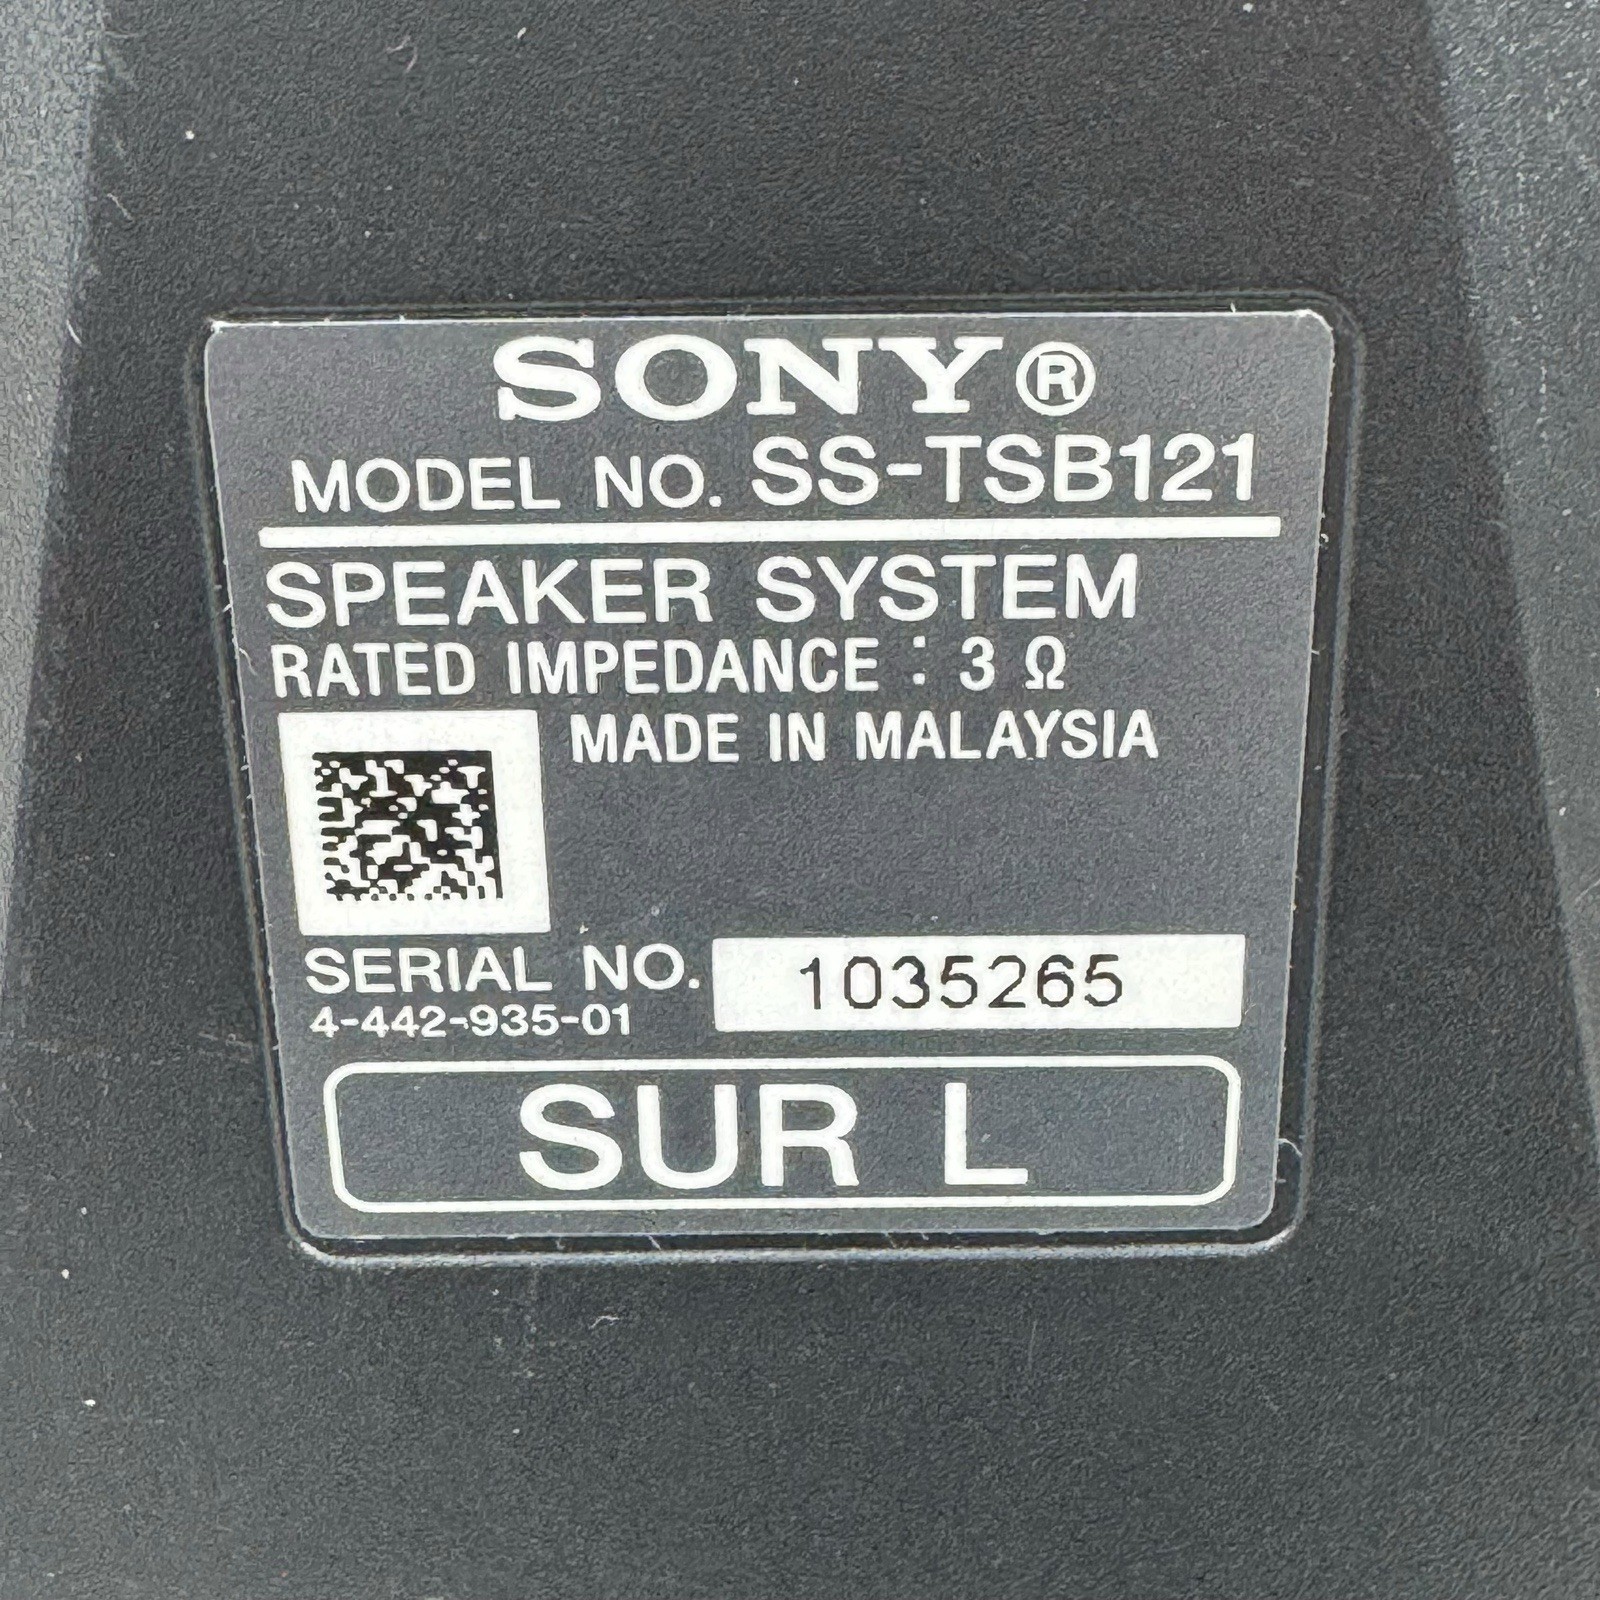 SONY®
MODEL NO. SS-TSB121
SPEAKER SYSTEM
RATED IMPEDANCE : 3 Ω
MADE IN MALAYSIA
SERIAL NO. 1035265
4-442-935-01
SUR L